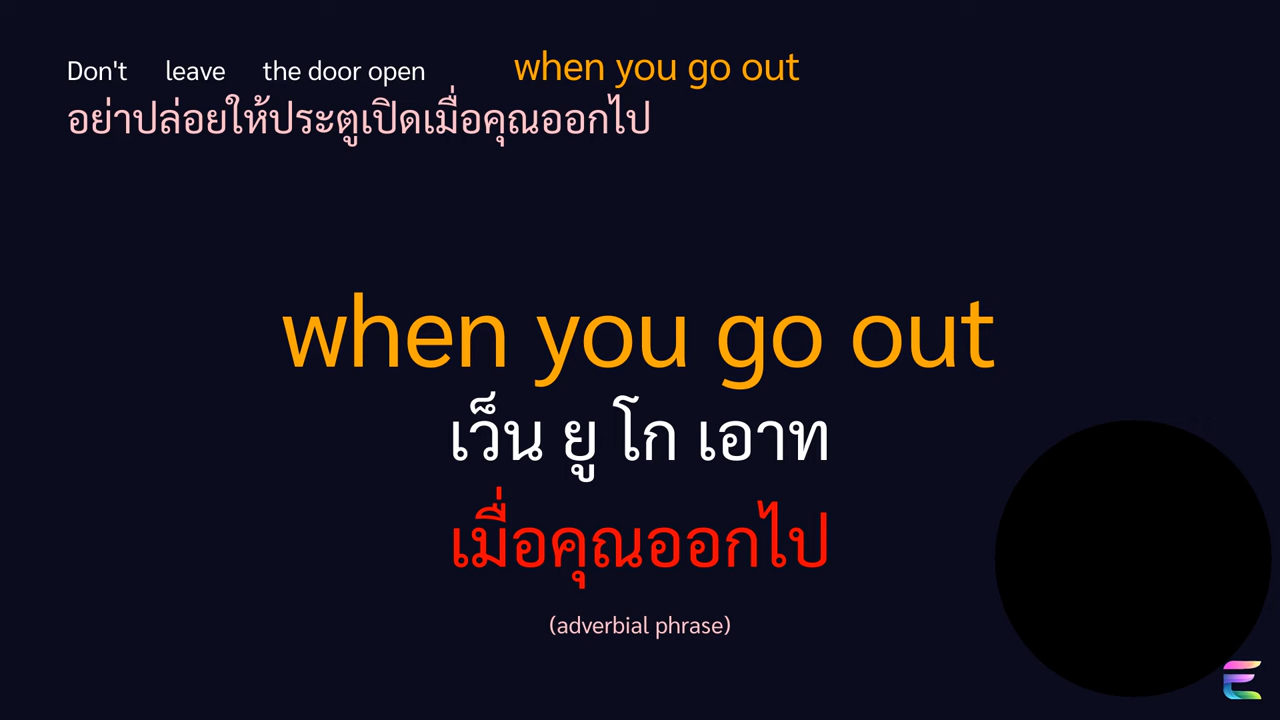 Don't leave the door open when you go out
อย่าปล่อยให้ประตูเปิดเมื่อคุณออกไป
when you go out
เว็น ยู โก เอาท
เมื่อคุณออกไป
(adverbial phrase)